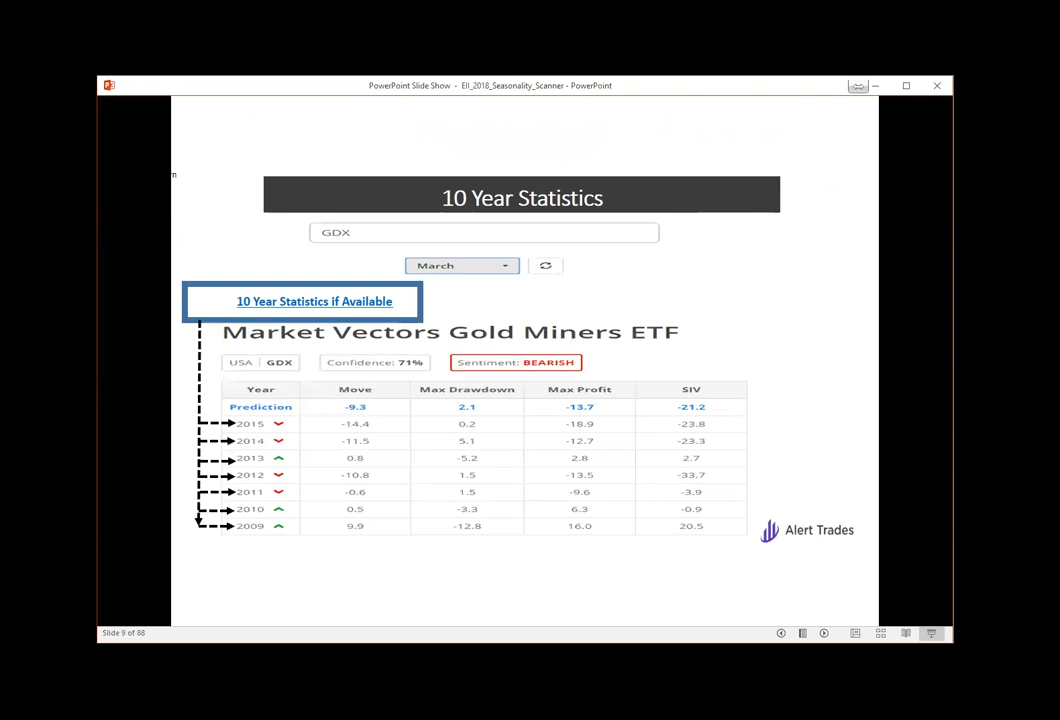 PowerPoint Slide Show - EII_2018_Seasonality_Scanner - PowerPoint
rn
10 Year Statistics
GDX
March
10 Year Statistics if Available
Market Vectors Gold Miners ETF
USA | GDX Confidence: 71% Sentiment: BEARISH
Year Move Max Drawdown Max Profit SIV
Prediction -9.3 2.1 -13.7 -21.2
2015 -14.4 0.2 -18.9 -23.8
2014 -11.5 5.1 -12.7 -23.3
2013 0.8 -5.2 2.8 2.7
2012 -10.8 1.5 -13.5 -33.7
2011 -0.6 1.5 -9.6 -3.9
2010 0.5 -3.3 6.3 -0.9
2009 9.9 -12.8 16.0 20.5
Alert Trades
Slide 9 of 88